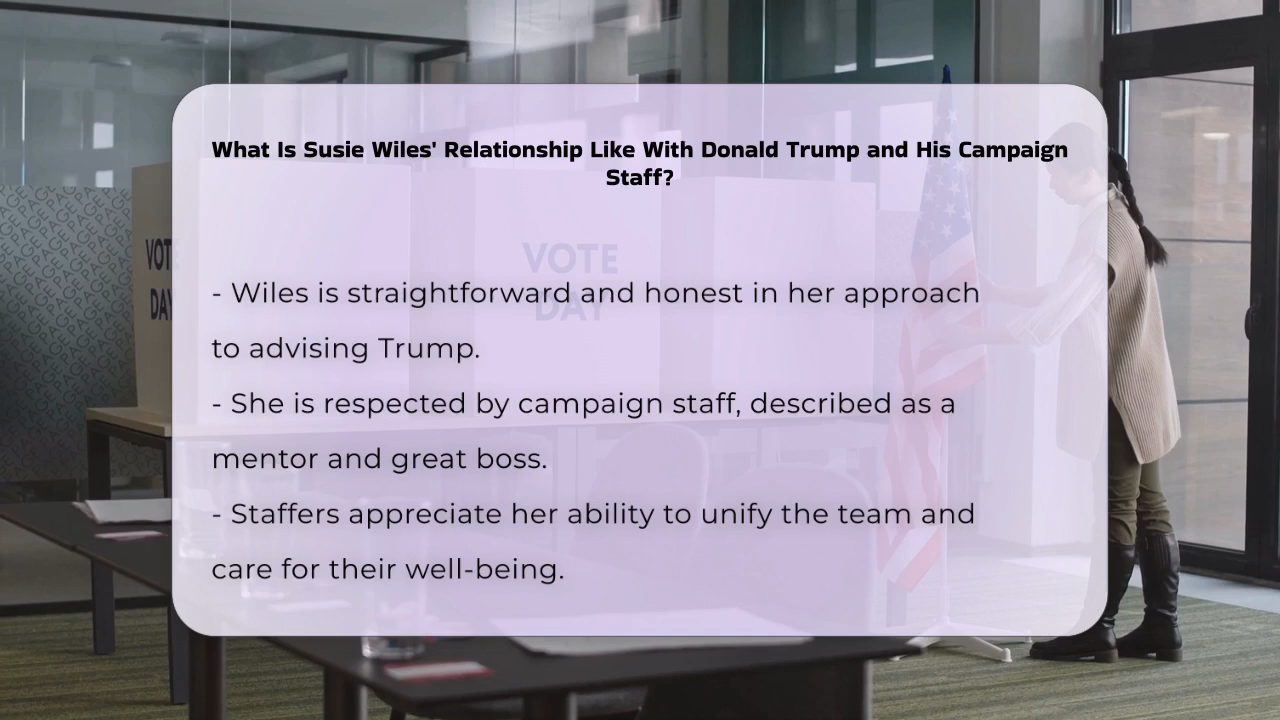 What Is Susie Wiles' Relationship Like With Donald Trump and His Campaign
Staff?
VOTE
DAY
VOTE
DAY
- Wiles is straightforward and honest in her approach
to advising Trump.
- She is respected by campaign staff, described as a
mentor and great boss.
- Staffers appreciate her ability to unify the team and
care for their well-being.